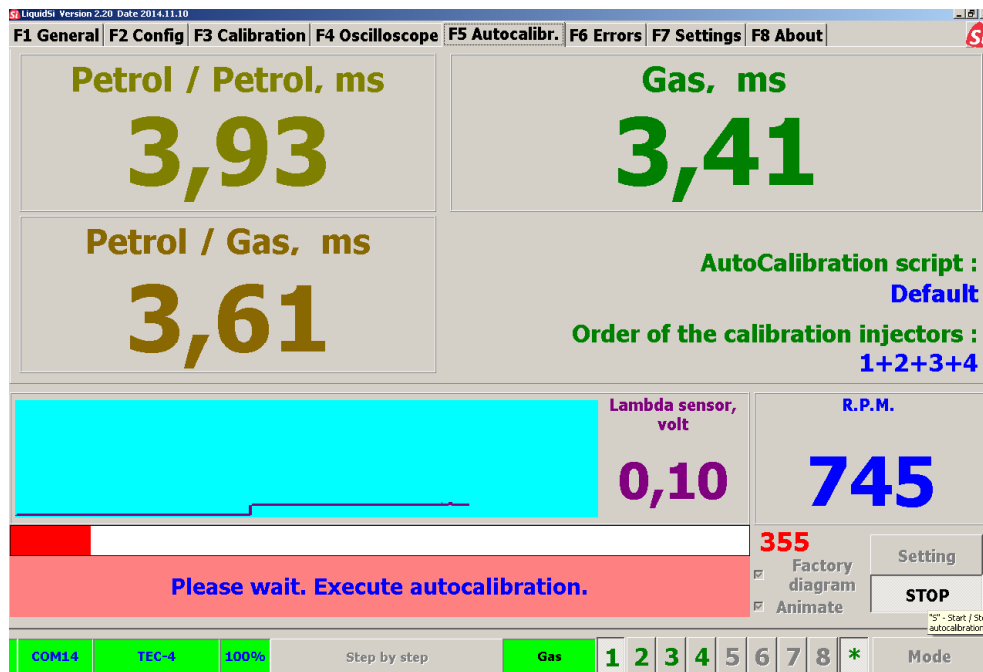 Si LiquidSi Version 2.20 Date 2014.11.10
F1 General F2 Config F3 Calibration F4 Oscilloscope F5 Autocalibr. F6 Errors F7 Settings F8 About
Petrol / Petrol, ms
3,93
Gas, ms
3,41
Petrol / Gas, ms
3,61
AutoCalibration script :
Default
Order of the calibration injectors :
1+2+3+4
Lambda sensor,
volt
0,10
R.P.M.
745
355
Factory
diagram
Animate
Setting
STOP
Please wait. Execute autocalibration.
"S" - Start / Sto
autocalibration
COM14 TEC-4 100% Step by step Gas 1 2 3 4 5 6 7 8 * Mode